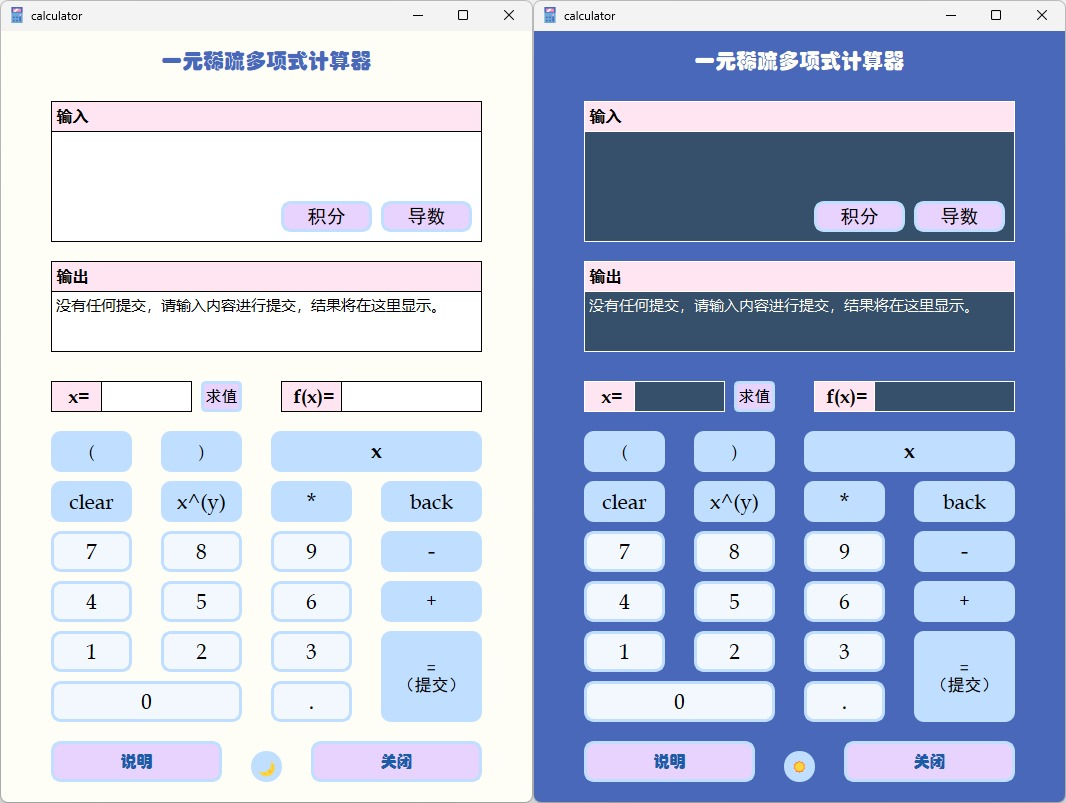 calculator
一元稀疏多项式计算器
输入
积分 导数
输出
没有任何提交，请输入内容进行提交，结果将在这里显示。
x= 求值 f(x)=
( ) x
clear x^(y) * back
7 8 9 -
4 5 6 +
1 2 3 =
（提交）
0 .
说明 关闭
calculator
一元稀疏多项式计算器
输入
积分 导数
输出
没有任何提交，请输入内容进行提交，结果将在这里显示。
x= 求值 f(x)=
( ) x
clear x^(y) * back
7 8 9 -
4 5 6 +
1 2 3 =
（提交）
0 .
说明 关闭